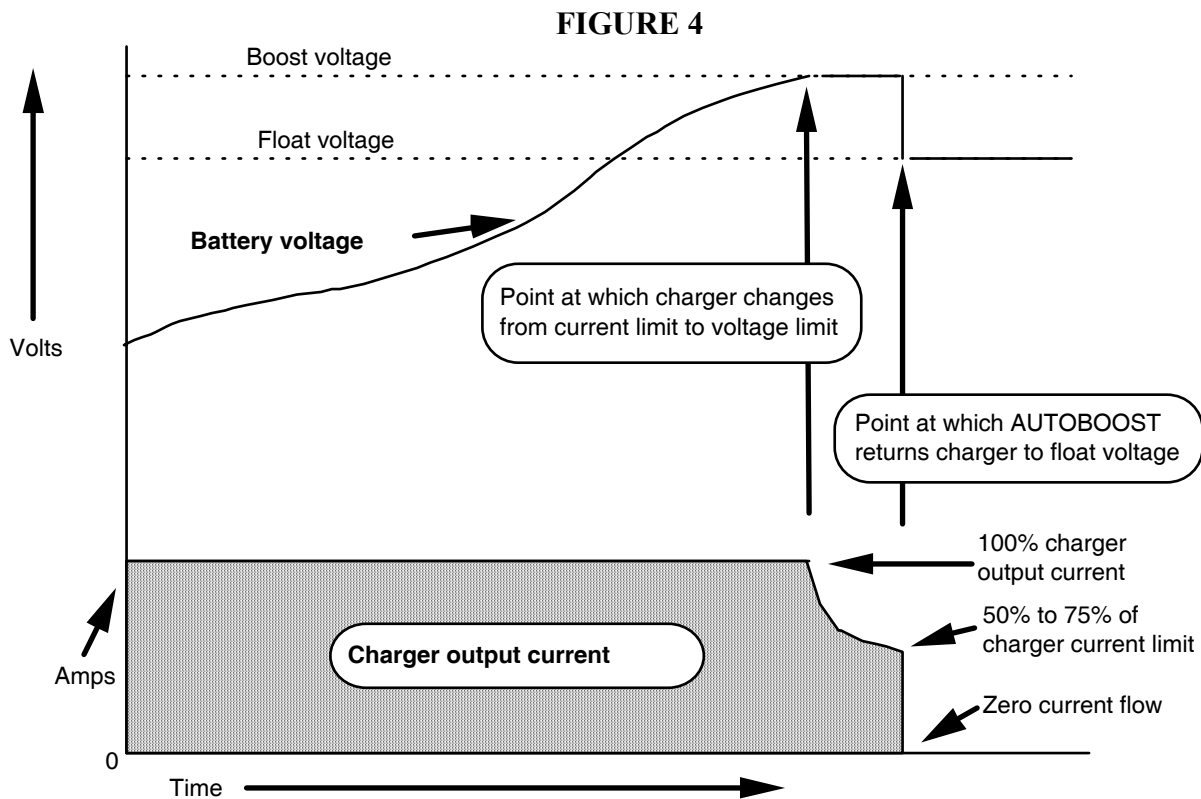 FIGURE 4
Boost voltage
Float voltage
Battery voltage
Point at which charger changes
from current limit to voltage limit
Volts
Point at which AUTOBOOST
returns charger to float voltage
100% charger
output current
50% to 75% of
charger current limit
Charger output current
Amps
Zero current flow
0
Time